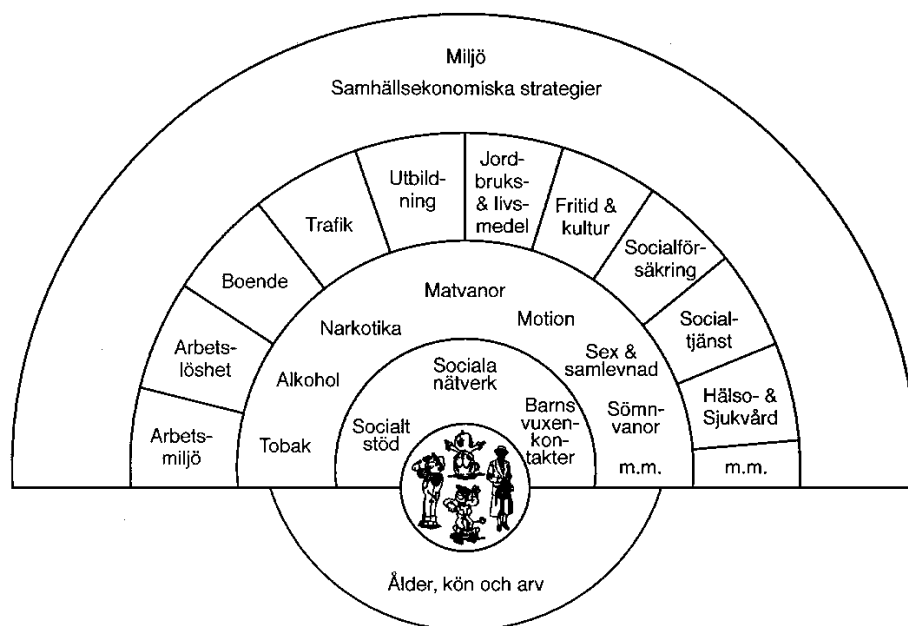 Miljö
Samhällsekonomiska strategier
Arbets-
miljö
Arbets-
löshet
Boende
Trafik
Utbild-
ning
Jord-
bruks-
& livs-
medel
Fritid &
kultur
Socialför-
säkring
Social-
tjänst
Hälso- &
Sjukvård
m.m.
Tobak
Alkohol
Narkotika
Matvanor
Motion
Sex &
samlevnad
Sömn-
vanor
m.m.
Socialt
stöd
Sociala
nätverk
Barns
vuxen-
kon-
takter
Ålder, kön och arv